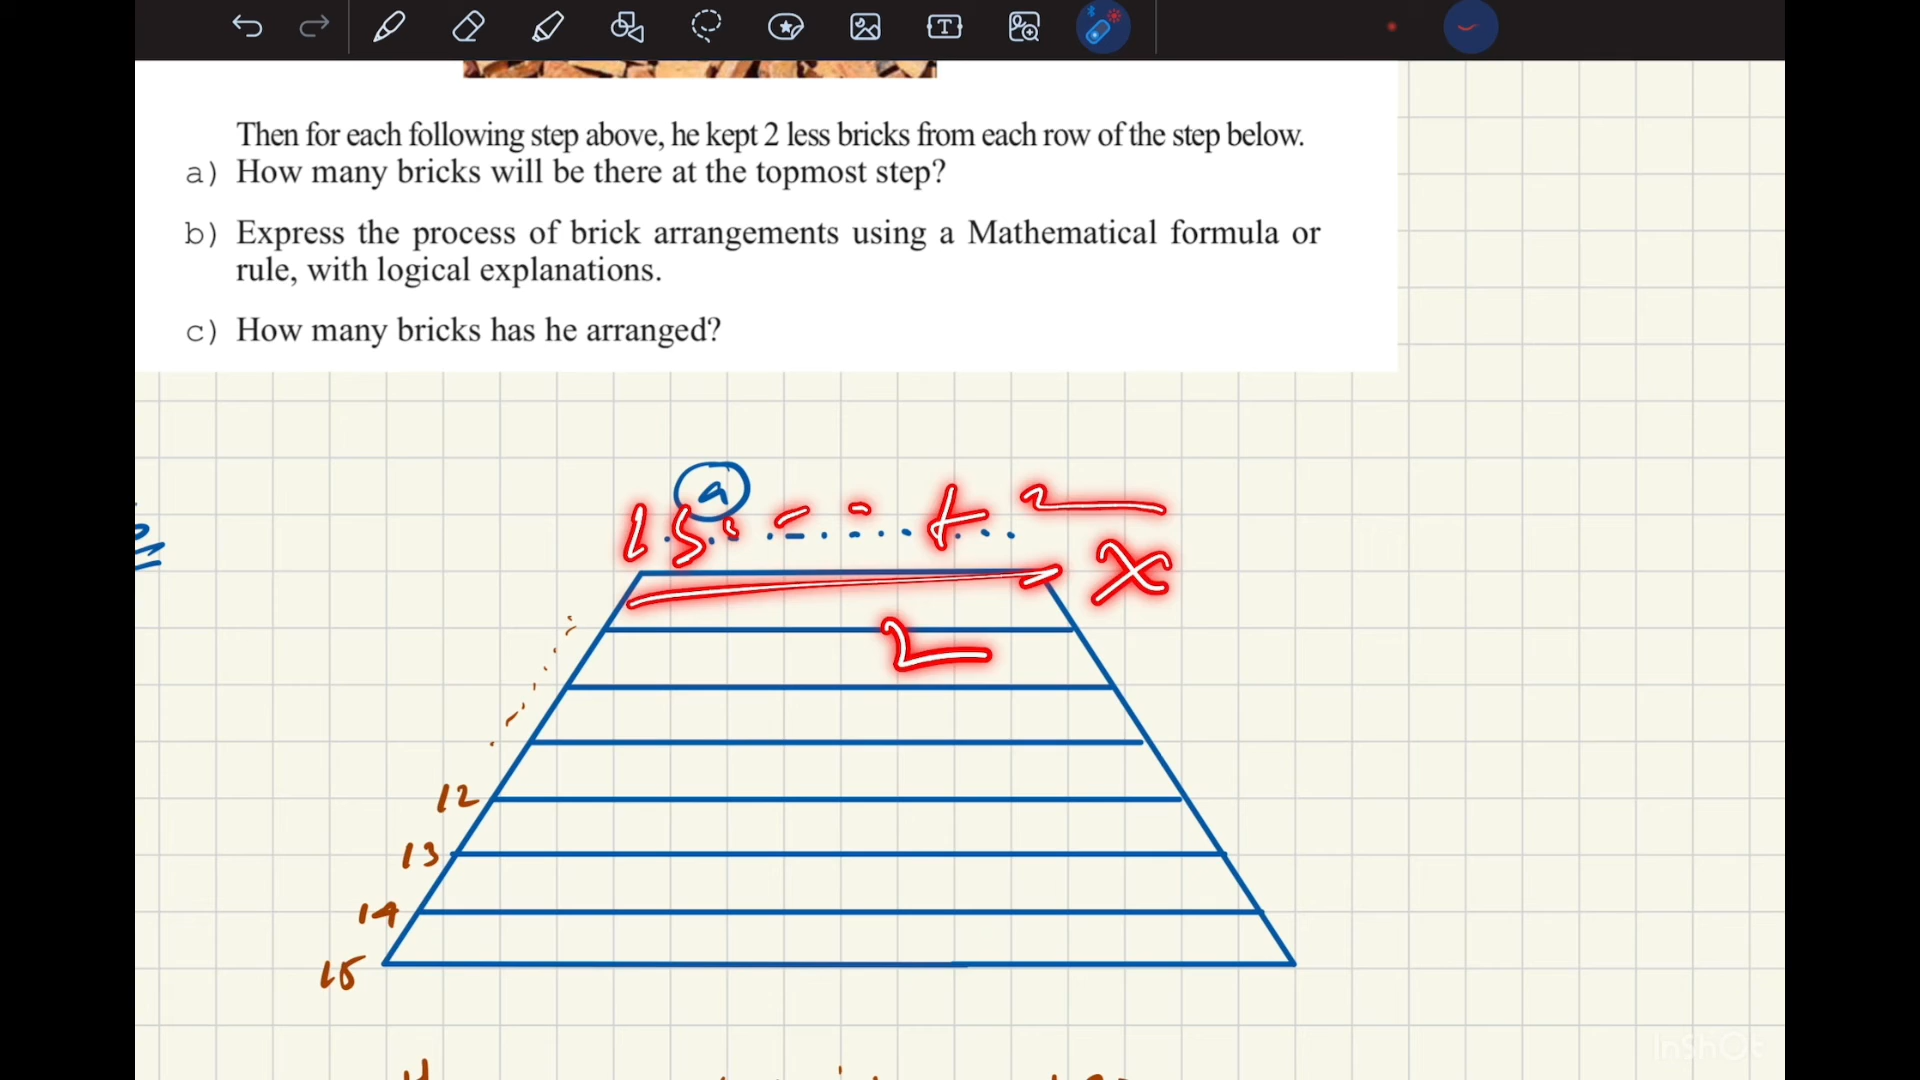 Then for each following step above, he kept 2 less bricks from each row of the step below.
a) How many bricks will be there at the topmost step?
b) Express the process of brick arrangements using a Mathematical formula or
rule, with logical explanations.
c) How many bricks has he arranged?
a
x
2
12
13
14
15
InShot